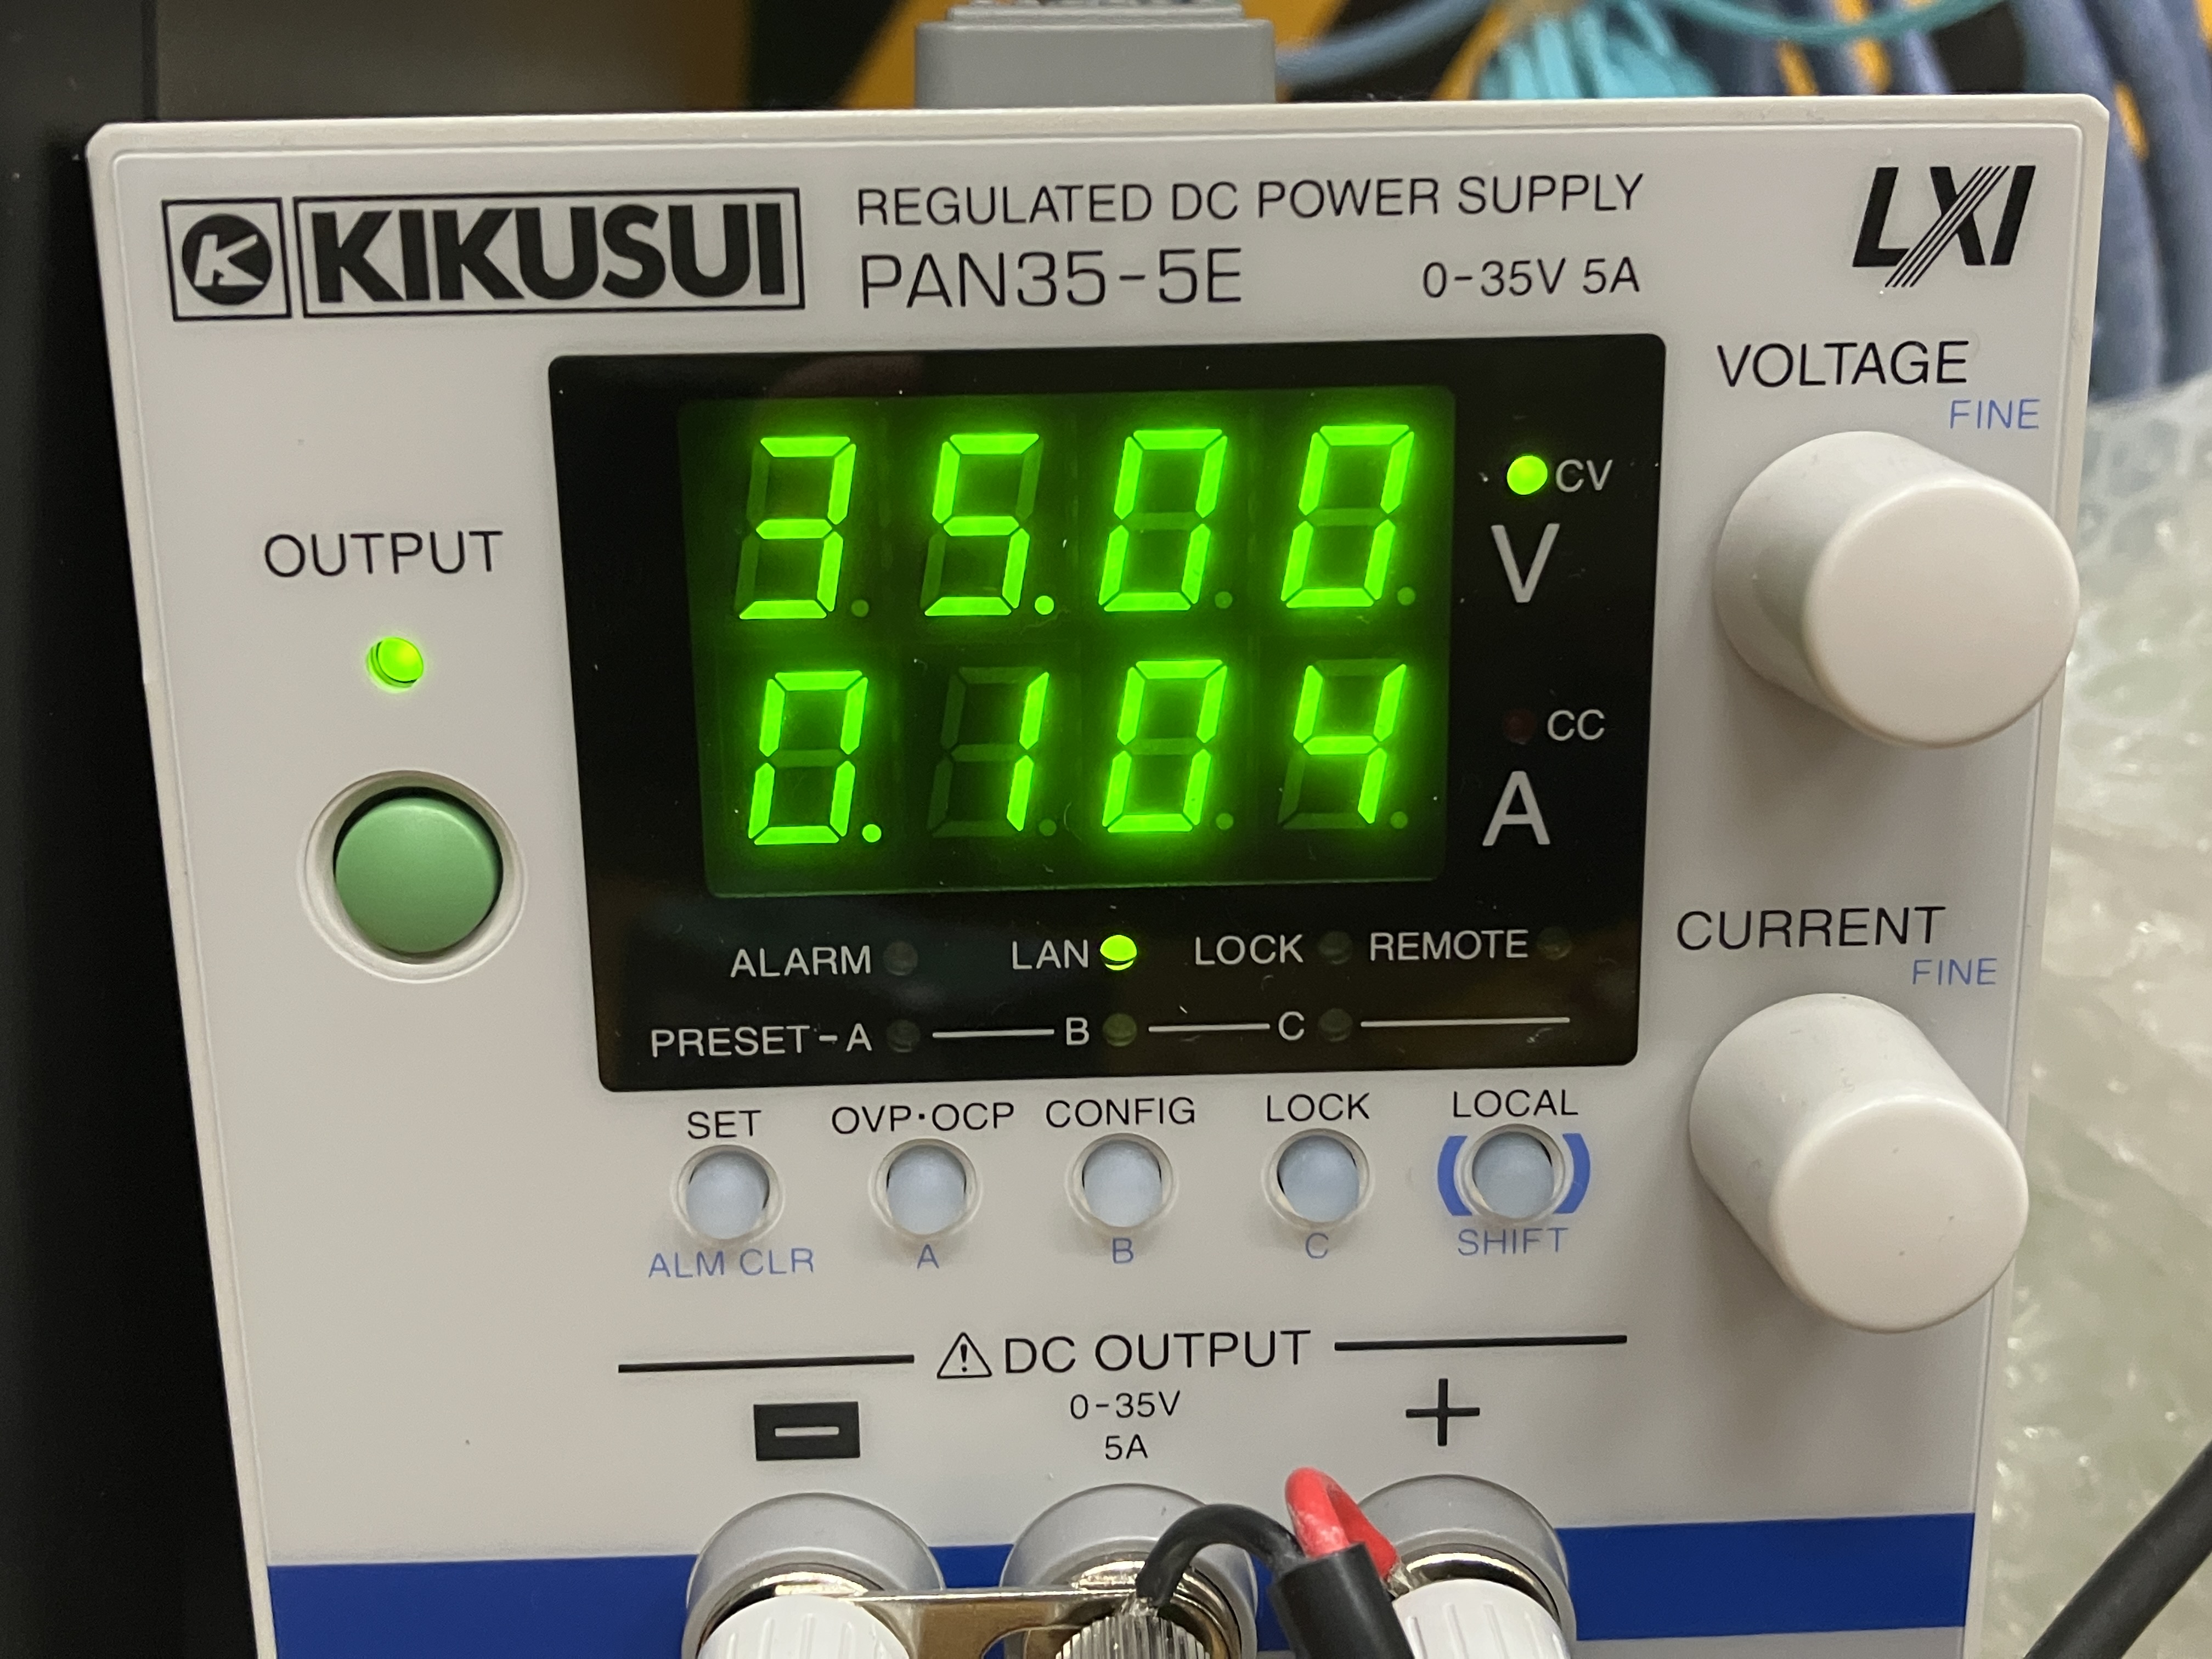 KIKUSUI
REGULATED DC POWER SUPPLY
PAN35-5E
0-35V 5A
LXI
VOLTAGE
FINE
OUTPUT
35.00
CV
V
0.104
CC
A
ALARM LAN LOCK REMOTE
PRESET-A B C
CURRENT
FINE
SET OVP·OCP CONFIG LOCK LOCAL
ALM CLR A B C SHIFT
DC OUTPUT
0-35V
5A
- +